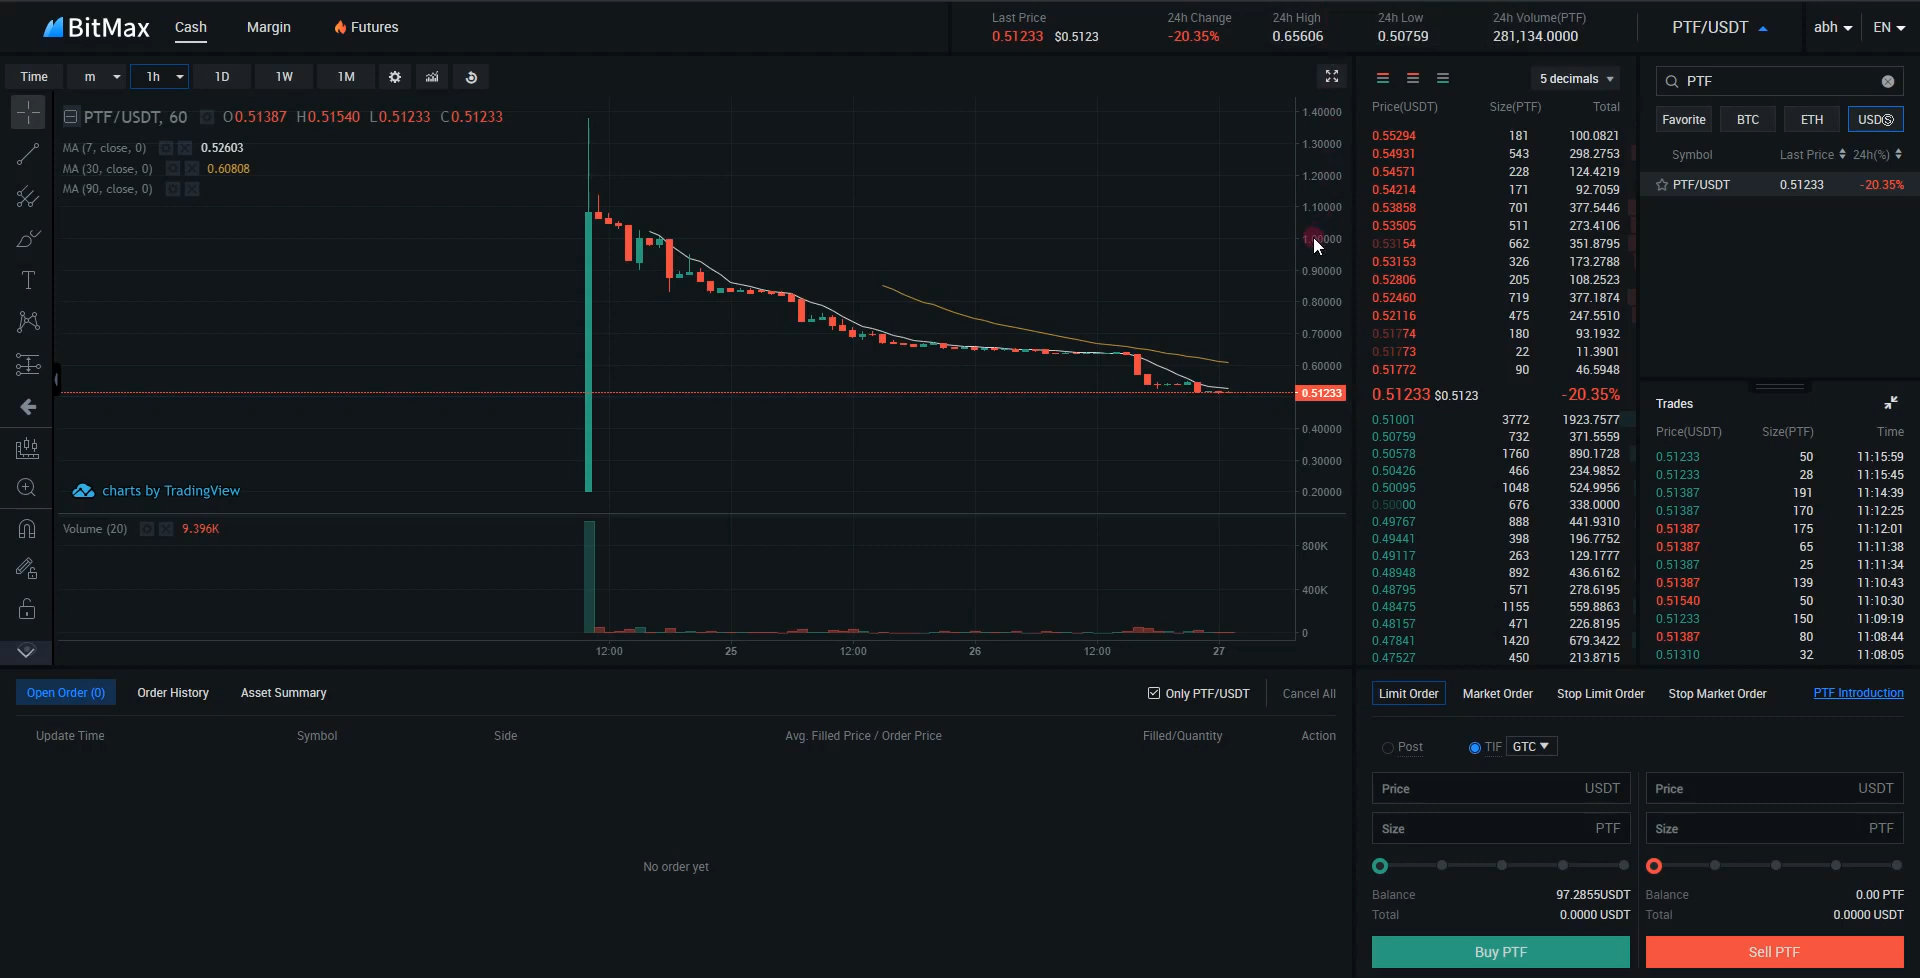 BitMax
Cash
Margin
Futures
Last Price
0.51233 $0.5123
24h Change
-20.35%
24h High
0.65606
24h Low
0.50759
24h Volume(PTF)
281,134.0000
PTF/USDT
abh
EN
Time
m
1h
1D
1W
1M
PTF/USDT, 60
O0.51387 H0.51540 L0.51233 C0.51233
MA (7, close, 0) 0.52603
MA (30, close, 0) 0.60808
MA (90, close, 0)
1.40000
1.30000
1.20000
1.10000
1.00000
0.90000
0.80000
0.70000
0.60000
0.51233
0.40000
0.30000
0.20000
charts by TradingView
Volume (20) 9.396K
800K
400K
0
12:00 25 12:00 26 12:00 27
5 decimals
Price(USDT) Size(PTF) Total
0.55294 181 100.0821
0.54931 543 298.2753
0.54571 228 124.4219
0.54214 171 92.7059
0.53858 701 377.5446
0.53505 511 273.4106
0.53154 662 351.8795
0.53153 326 173.2788
0.52806 205 108.2523
0.52460 719 377.1874
0.52116 475 247.5510
0.51774 180 93.1932
0.51773 22 11.3901
0.51772 90 46.5948
0.51233 $0.5123 -20.35%
0.51001 3772 1923.7577
0.50759 732 371.5559
0.50578 1760 890.1728
0.50426 466 234.9852
0.50095 1048 524.9956
0.50000 676 338.0000
0.49767 888 441.9310
0.49441 398 196.7752
0.49117 263 129.1777
0.48948 892 436.6162
0.48795 571 278.6195
0.48475 1155 559.8863
0.48157 471 226.8195
0.47841 1420 679.3422
0.47527 450 213.8715
PTF
Favorite
BTC
ETH
USDⓈ
Symbol Last Price 24h(%)
PTF/USDT 0.51233 -20.35%
Trades
Price(USDT) Size(PTF) Time
0.51233 50 11:15:59
0.51233 28 11:15:45
0.51387 191 11:14:39
0.51387 170 11:12:25
0.51387 175 11:12:01
0.51387 65 11:11:38
0.51387 25 11:11:34
0.51387 139 11:10:43
0.51540 50 11:10:30
0.51233 150 11:09:19
0.51387 80 11:08:44
0.51310 32 11:08:05
Open Order (0)
Order History
Asset Summary
Only PTF/USDT
Cancel All
Update Time Symbol Side Avg. Filled Price / Order Price Filled/Quantity Action
No order yet
Limit Order
Market Order
Stop Limit Order
Stop Market Order
PTF Introduction
Post
TIF
GTC
Price USDT
Size PTF
Balance 97.2855USDT
Total 0.0000 USDT
Buy PTF
Price USDT
Size PTF
Balance 0.00 PTF
Total 0.0000 USDT
Sell PTF